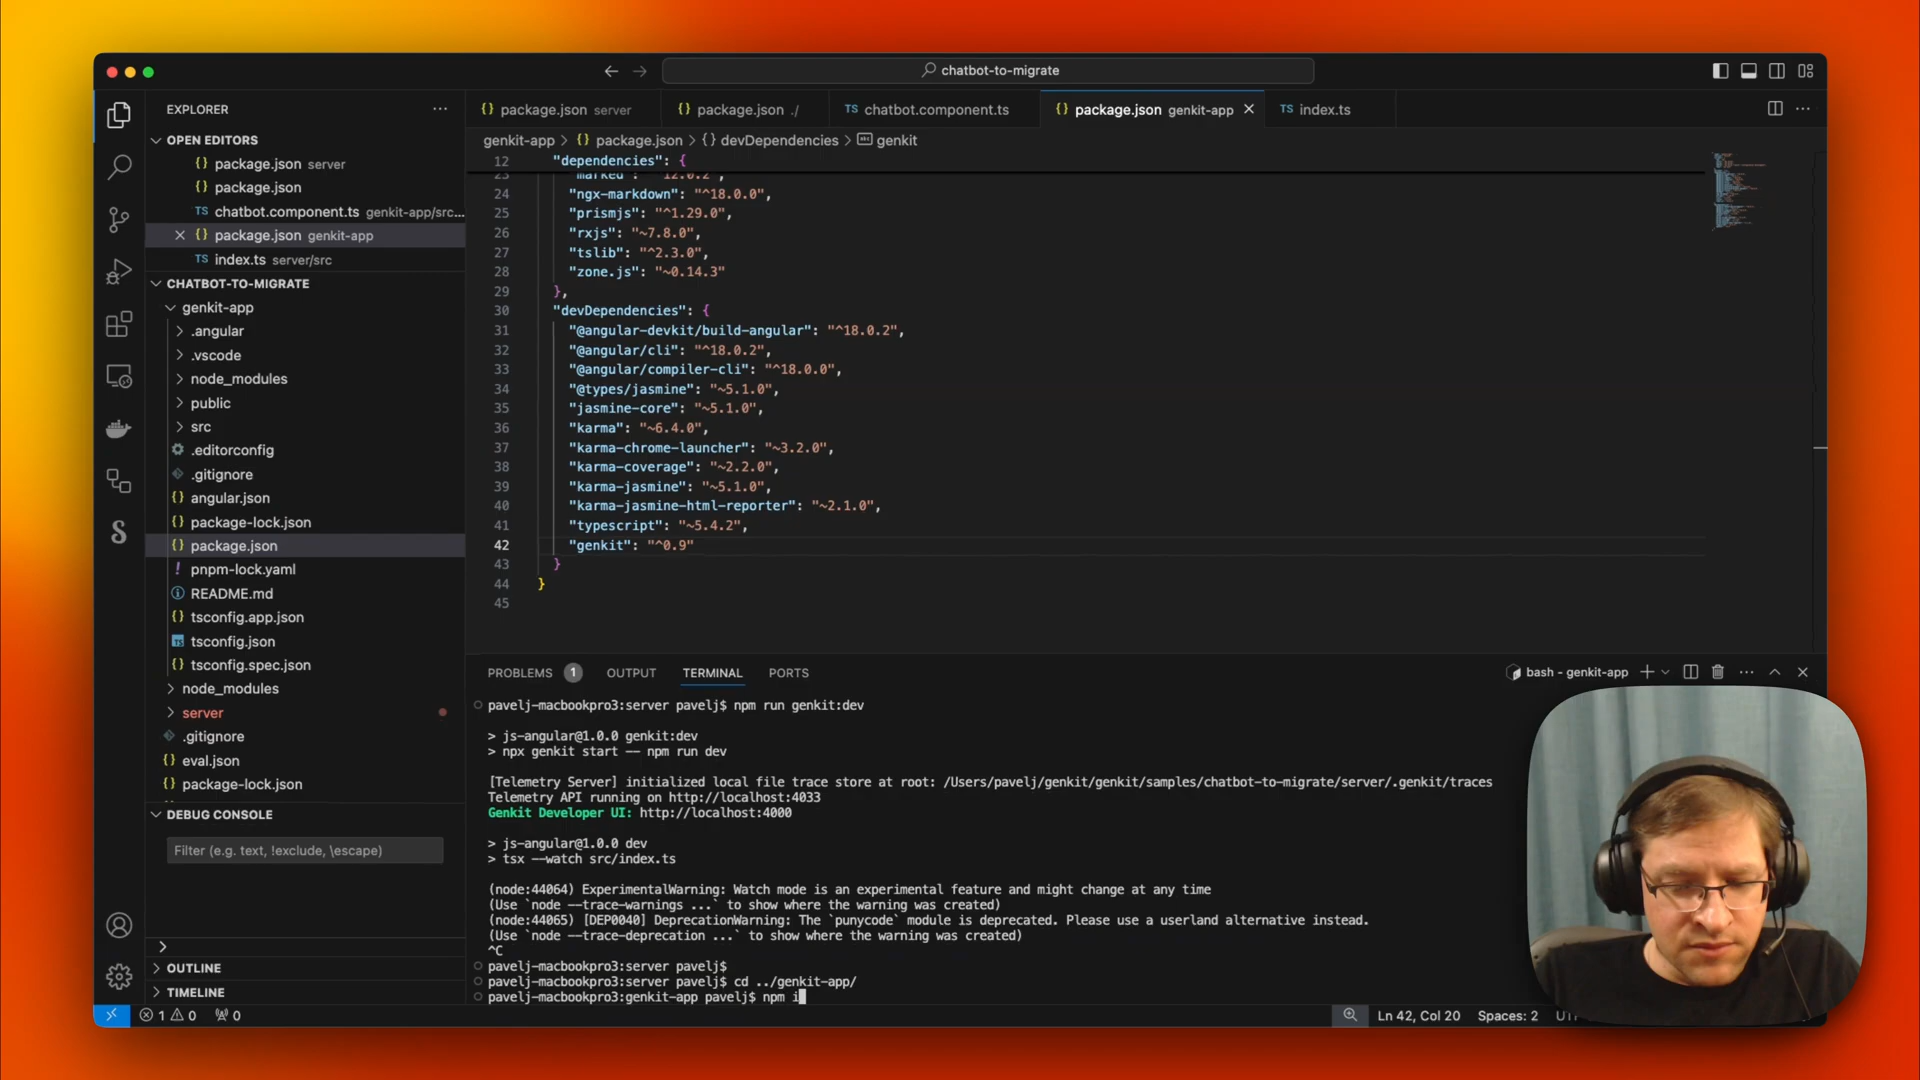 chatbot-to-migrate
EXPLORER
OPEN EDITORS
package.json server
package.json
chatbot.component.ts genkit-app/src...
package.json genkit-app
index.ts server/src
CHATBOT-TO-MIGRATE
genkit-app
.angular
.vscode
node_modules
public
src
.editorconfig
.gitignore
angular.json
package-lock.json
package.json
pnpm-lock.yaml
README.md
tsconfig.app.json
tsconfig.json
tsconfig.spec.json
node_modules
server
.gitignore
eval.json
package-lock.json
DEBUG CONSOLE
Filter (e.g. text, !exclude, \escape)
OUTLINE
TIMELINE
package.json server
package.json ./
TS chatbot.component.ts
package.json genkit-app
TS index.ts
genkit-app > {} package.json > {} devDependencies > genkit
12 "dependencies": {
23 "marked": "^12.0.2",
24 "ngx-markdown": "^18.0.0",
25 "prismjs": "^1.29.0",
26 "rxjs": "~7.8.0",
27 "tslib": "^2.3.0",
28 "zone.js": "~0.14.3"
29 },
30 "devDependencies": {
31 "@angular-devkit/build-angular": "^18.0.2",
32 "@angular/cli": "^18.0.2",
33 "@angular/compiler-cli": "^18.0.0",
34 "@types/jasmine": "~5.1.0",
35 "jasmine-core": "~5.1.0",
36 "karma": "~6.4.0",
37 "karma-chrome-launcher": "~3.2.0",
38 "karma-coverage": "~2.2.0",
39 "karma-jasmine": "~5.1.0",
40 "karma-jasmine-html-reporter": "~2.1.0",
41 "typescript": "~5.4.2",
42 "genkit": "^0.9"
43 }
44 }
45
PROBLEMS 1 OUTPUT TERMINAL PORTS
bash - genkit-app
pavelj-macbookpro3:server pavelj$ npm run genkit:dev
> js-angular@1.0.0 genkit:dev
> npx genkit start -- npm run dev
[Telemetry Server] initialized local file trace store at root: /Users/pavelj/genkit/genkit/samples/chatbot-to-migrate/server/.genkit/traces
Telemetry API running on http://localhost:4033
Genkit Developer UI: http://localhost:4000
> js-angular@1.0.0 dev
> tsx --watch src/index.ts
(node:44064) ExperimentalWarning: Watch mode is an experimental feature and might change at any time
(Use `node --trace-warnings ...` to show where the warning was created)
(node:44065) [DEP0040] DeprecationWarning: The `punycode` module is deprecated. Please use a userland alternative instead.
(Use `node --trace-deprecation ...` to show where the warning was created)
^C
pavelj-macbookpro3:server pavelj$
pavelj-macbookpro3:server pavelj$ cd ../genkit-app/
pavelj-macbookpro3:genkit-app pavelj$ npm i
1 0 0
Ln 42, Col 20 Spaces: 2